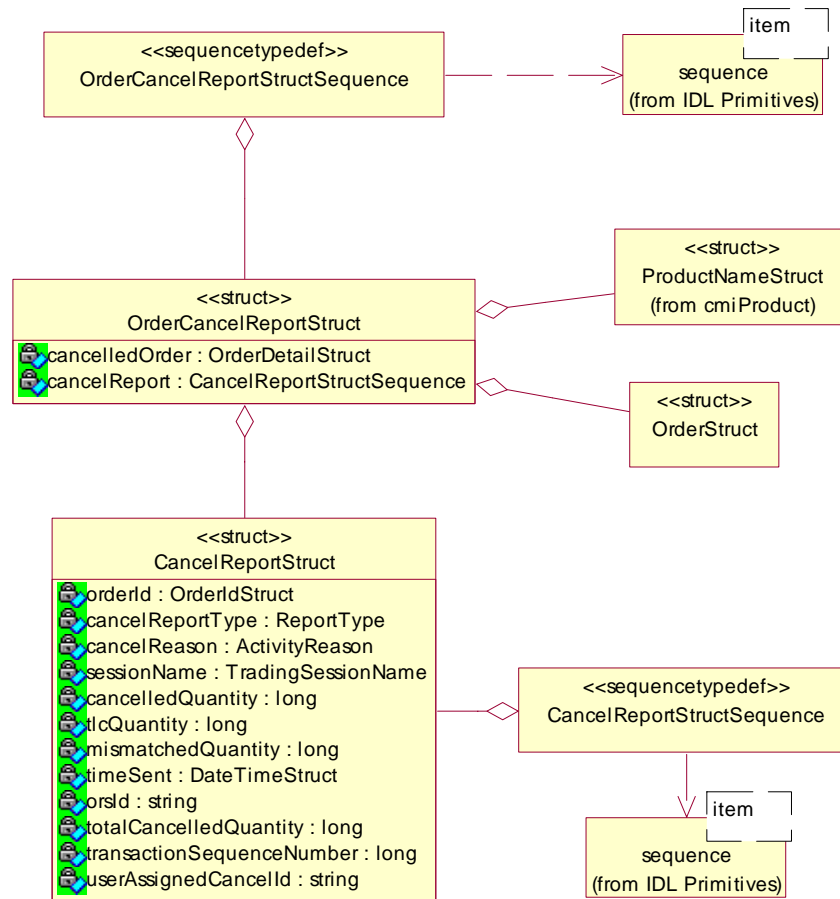 item
<<sequencetypedef>>
OrderCancelReportStructSequence
sequence
(from IDL Primitives)
<<struct>>
ProductNameStruct
(from cmiProduct)
<<struct>>
OrderCancelReportStruct
cancelledOrder : OrderDetailStruct
cancelReport : CancelReportStructSequence
<<struct>>
OrderStruct
<<struct>>
CancelReportStruct
orderId : OrderIdStruct
cancelReportType : ReportType
cancelReason : ActivityReason
sessionName : TradingSessionName
cancelledQuantity : long
tlcQuantity : long
mismatchedQuantity : long
timeSent : DateTimeStruct
orsId : string
totalCancelledQuantity : long
transactionSequenceNumber : long
userAssignedCancelId : string
<<sequencetypedef>>
CancelReportStructSequence
item
sequence
(from IDL Primitives)